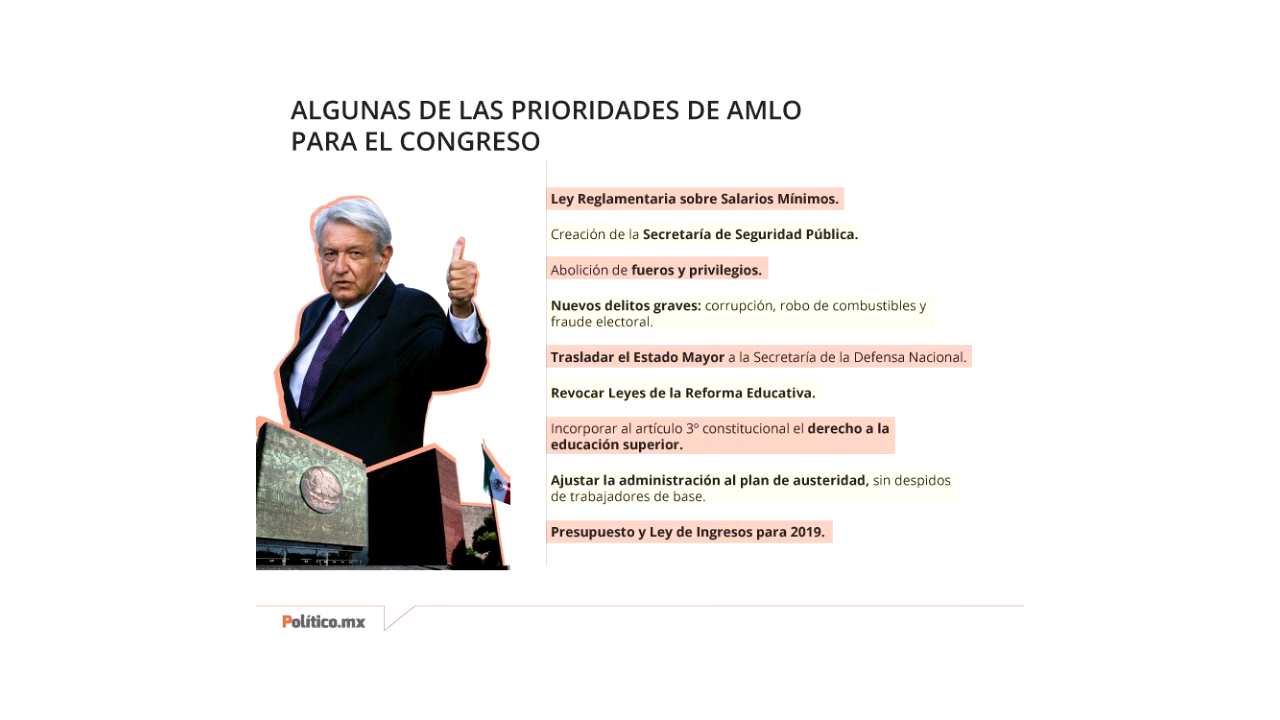 ALGUNAS DE LAS PRIORIDADES DE AMLO
PARA EL CONGRESO
Ley Reglamentaria sobre Salarios Mínimos.
Creación de la Secretaría de Seguridad Pública.
Abolición de fueros y privilegios.
Nuevos delitos graves: corrupción, robo de combustibles y
fraude electoral.
Trasladar el Estado Mayor a la Secretaría de la Defensa Nacional.
Revocar Leyes de la Reforma Educativa.
Incorporar al artículo 3º constitucional el derecho a la
educación superior.
Ajustar la administración al plan de austeridad, sin despidos
de trabajadores de base.
Presupuesto y Ley de Ingresos para 2019.
Político.mx